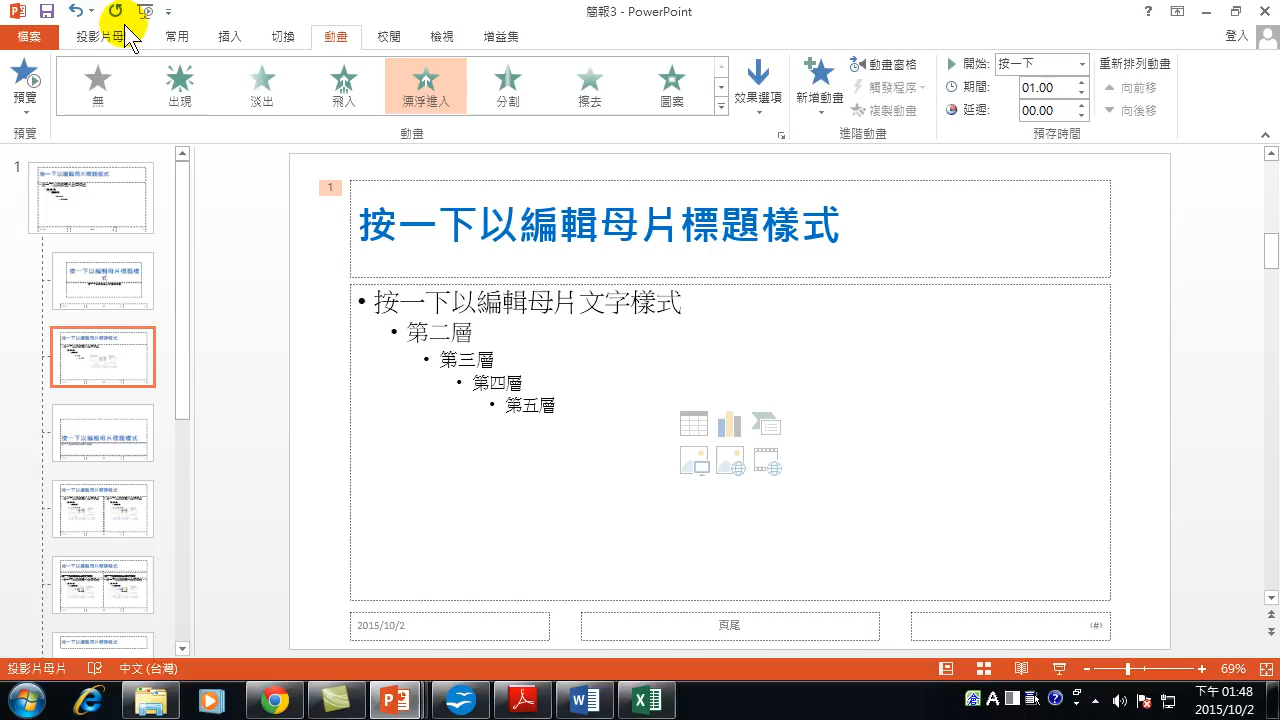 簡報3 - PowerPoint
檔案
投影片母
常用
插入
切換
動畫
校閱
檢視
增益集
登入
預覽
無
出現
淡出
飛入
漂浮進入
分割
擦去
圖案
效果選項
新增動畫
動畫窗格
觸發程序
複製動畫
開始: 按一下
期間: 01.00
延遲: 00.00
重新排列動畫
向前移
向後移
預覽
動畫
進階動畫
預存時間
1
1
按一下以編輯母片標題樣式
• 按一下以編輯母片文字樣式
• 第二層
• 第三層
• 第四層
• 第五層
2015/10/2
頁尾
‹#›
投影片母片
中文 (台灣)
69%
下午 01:48
2015/10/2